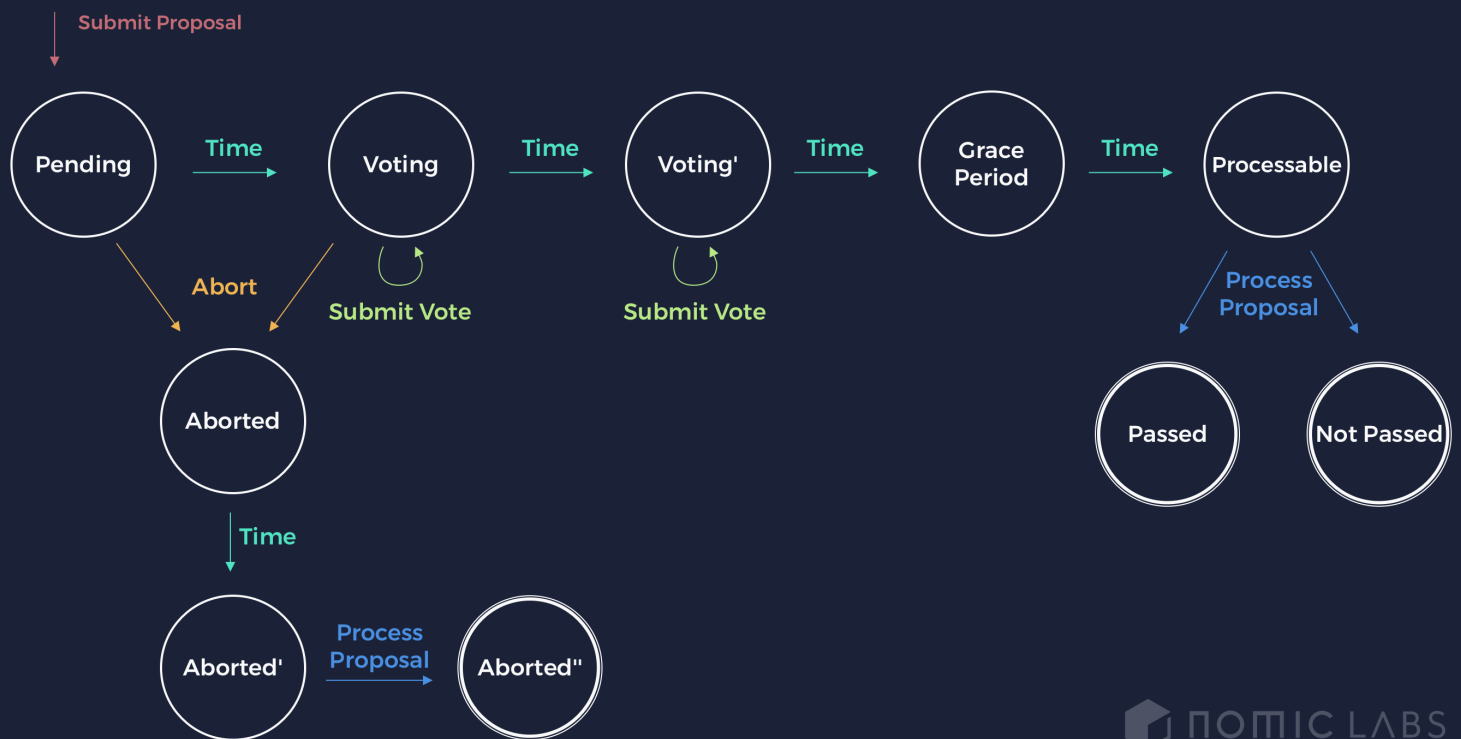 Submit Proposal
Pending
Time
Voting
Time
Voting'
Time
Grace
Period
Time
Processable
Abort
Submit Vote
Submit Vote
Process
Proposal
Aborted
Passed
Not Passed
Time
Aborted'
Process
Proposal
Aborted''
NOMIC LABS